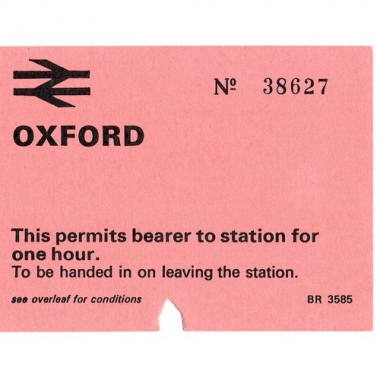 Nº 38627
OXFORD
This permits bearer to station for
one hour.
To be handed in on leaving the station.
see overleaf for conditions BR 3585